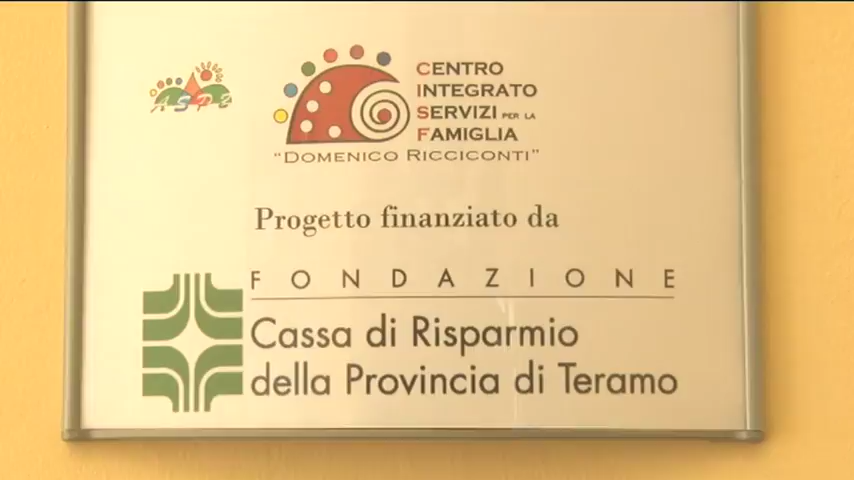 ASP2
CENTRO
INTEGRATO
SERVIZI PER LA
FAMIGLIA
"DOMENICO RICCICONTI"
Progetto finanziato da
FONDAZIONE
Cassa di Risparmio
della Provincia di Teramo